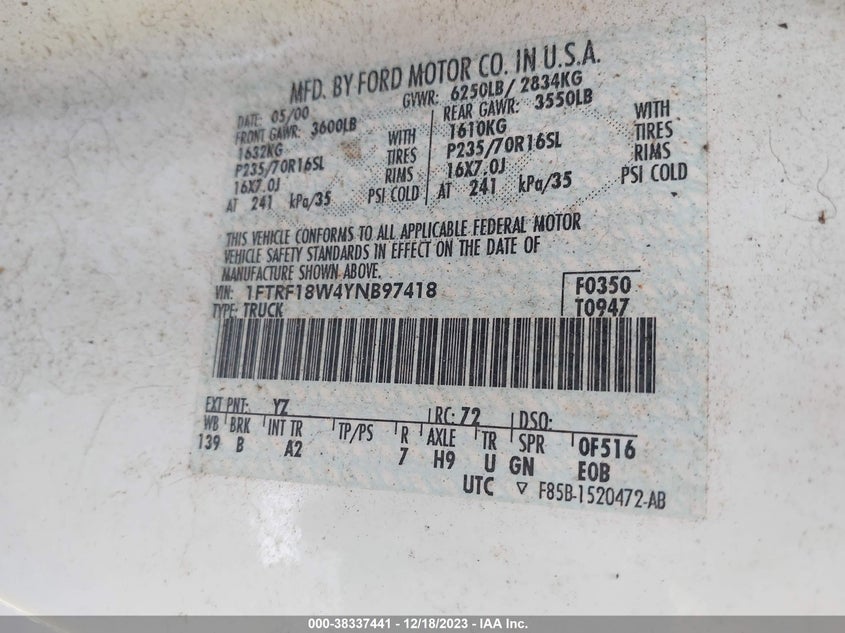 MFD. BY FORD MOTOR CO. IN U.S.A.
DATE: 05/00 GVWR: 6250LB/ 2834KG
FRONT GAWR: 3600LB REAR GAWR: 3550LB
1632KG WITH 1610KG WITH
P235/70R16SL TIRES P235/70R16SL TIRES
16X7.0J RIMS 16X7.0J RIMS
AT 241 kPa/35 PSI COLD AT 241 kPa/35 PSI COLD
THIS VEHICLE CONFORMS TO ALL APPLICABLE FEDERAL MOTOR
VEHICLE SAFETY STANDARDS IN EFFECT ON THE DATE OF
MANUFACTURE SHOWN ABOVE.
VIN: 1FTRF18W4YNB97418 F0350
TYPE: TRUCK T0947
EXT PNT: YZ RC: 72 DSO:
WB BRK INT TR TP/PS R AXLE TR SPR 0F516
139 B A2 7 H9 U GN EOB
UTC ▽ F85B-1520472-AB
000-38337441 — 12/18/2023 — IAA Inc.